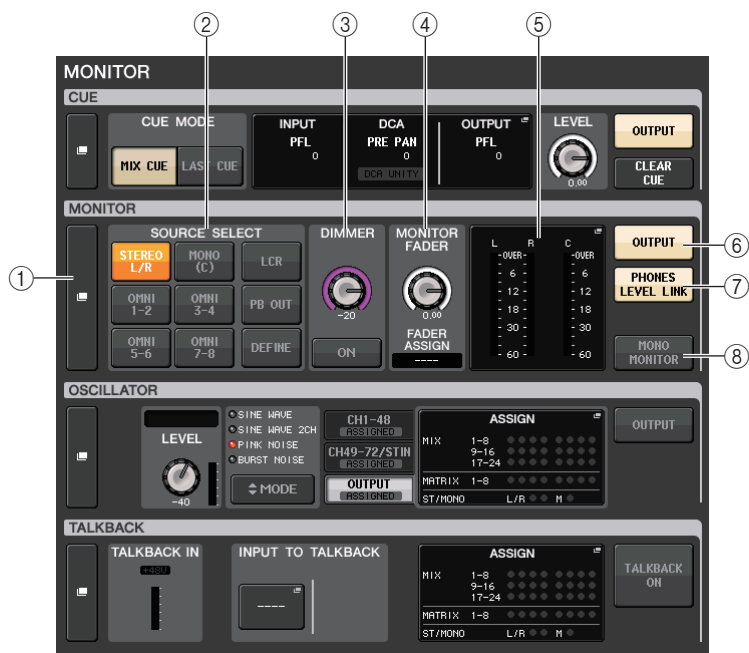 ② ③ ④ ⑤
MONITOR
CUE
CUE MODE
MIX CUE
LAST CUE
INPUT
PFL
0
DCA
PRE PAN
0
DCA UNITY
OUTPUT
PFL
0
LEVEL
0.00
OUTPUT
CLEAR
CUE
MONITOR
①
SOURCE SELECT
STEREO
L/R
MONO
(C)
LCR
OMNI
1-2
OMNI
3-4
PB OUT
OMNI
5-6
OMNI
7-8
DEFINE
DIMMER
-20
ON
MONITOR
FADER
0.00
FADER
ASSIGN
----
L R C
-OVER- -OVER-
- 6 - - 6
- 12 - - 12
- 18 - - 18
- 30 - - 30
- 60 - - 60
OUTPUT
⑥
PHONES
LEVEL LINK
⑦
MONO
MONITOR
⑧
OSCILLATOR
LEVEL
-40
SINE WAVE
SINE WAVE 2CH
PINK NOISE
BURST NOISE
MODE
CH1-48
ASSIGNED
CH49-72/STIN
ASSIGNED
OUTPUT
ASSIGNED
ASSIGN
MIX 1-8
9-16
17-24
MATRIX 1-8
ST/MONO L/R M
OUTPUT
TALKBACK
TALKBACK IN
+48V
INPUT TO TALKBACK
----
ASSIGN
MIX 1-8
9-16
17-24
MATRIX 1-8
ST/MONO L/R M
TALKBACK
ON